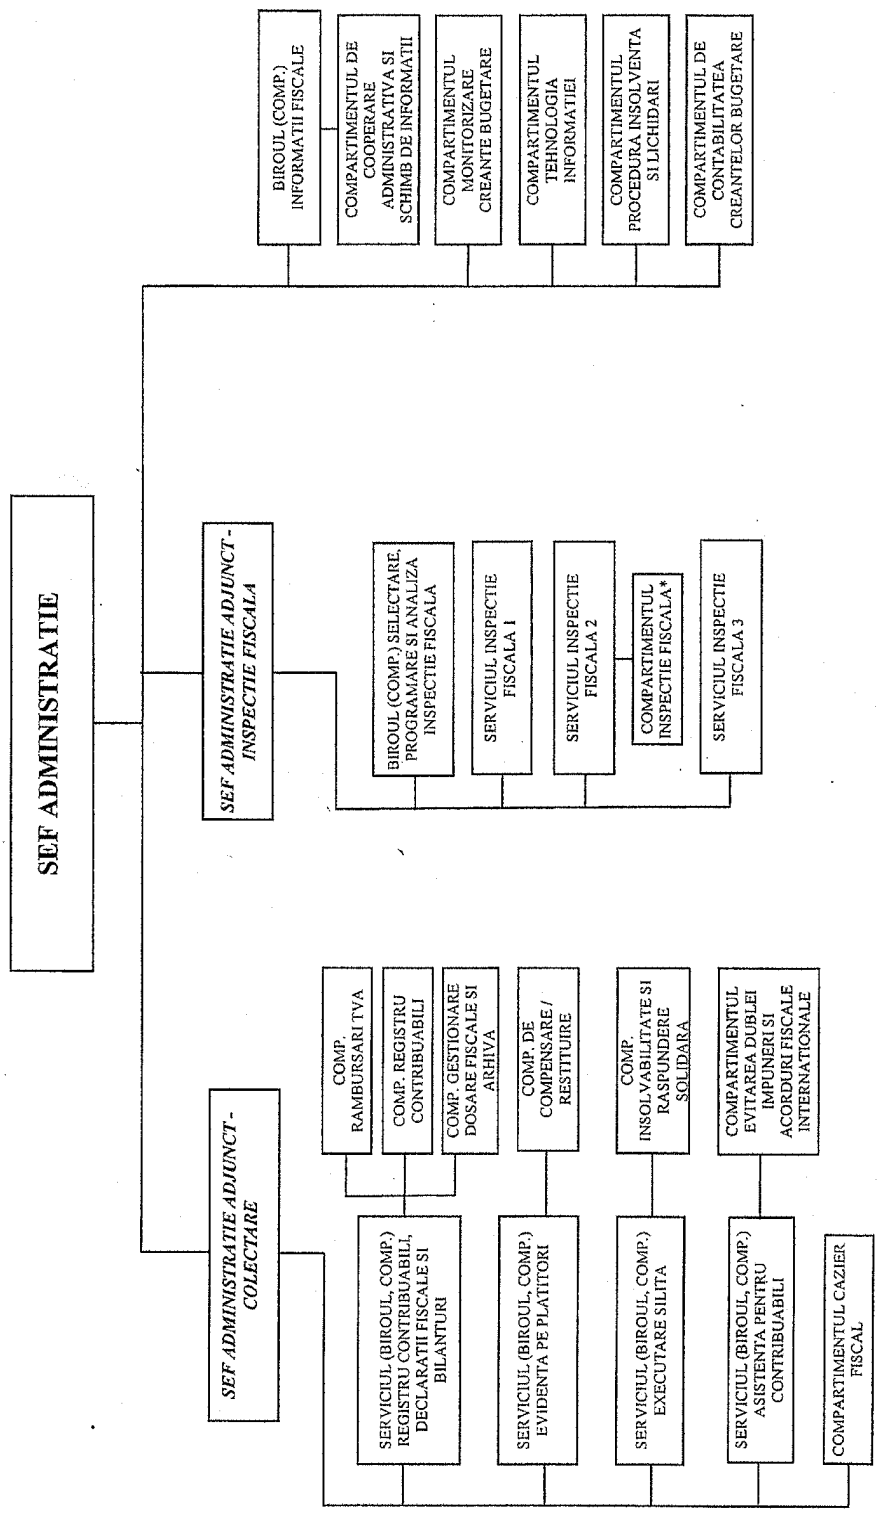 SEF ADMINISTRATIE
SEF ADMINISTRATIE ADJUNCT -
COLECTARE
SERVICIUL (BIROUL, COMP.)
REGISTRU CONTRIBUABILI,
DECLARATII FISCALE SI
BILANTURI
COMP.
RAMBURSARI TVA
COMP. REGISTRU
CONTRIBUABILI
COMP. GESTIONARE
DOSARE FISCALE SI
ARHIVA
SERVICIUL (BIROUL, COMP.)
EVIDENTA PE PLATITORI
COMP. DE
COMPENSARE /
RESTITUIRE
SERVICIUL (BIROUL, COMP.)
EXECUTARE SILITA
COMP.
INSOLVABILITATE SI
RASPUNDERE
SOLIDARA
SERVICIUL (BIROUL, COMP.)
ASISTENTA PENTRU
CONTRIBUABILI
COMPARTIMENTUL
EVITAREA DUBLEI
IMPUNERI SI
ACORDURI FISCALE
INTERNATIONALE
COMPARTIMENTUL CAZIER
FISCAL
SEF ADMINISTRATIE ADJUNCT -
INSPECTIE FISCALA
BIROUL (COMP.) SELECTARE,
PROGRAMARE SI ANALIZA
INSPECTIE FISCALA
SERVICIUL INSPECTIE
FISCALA 1
SERVICIUL INSPECTIE
FISCALA 2
COMPARTIMENTUL
INSPECTIE FISCALA*
SERVICIUL INSPECTIE
FISCALA 3
BIROUL (COMP.)
INFORMATII FISCALE
COMPARTIMENTUL DE
COOPERARE
ADMINISTRATIVA SI
SCHIMB DE INFORMATII
COMPARTIMENTUL
MONITORIZARE
CREANTE BUGETARE
COMPARTIMENTUL
TEHNOLOGIA
INFORMATIEI
COMPARTIMENTUL
PROCEDURA INSOLVENTA
SI LICHIDARI
COMPARTIMENTUL DE
CONTABILITATEA
CREANTELOR BUGETARE